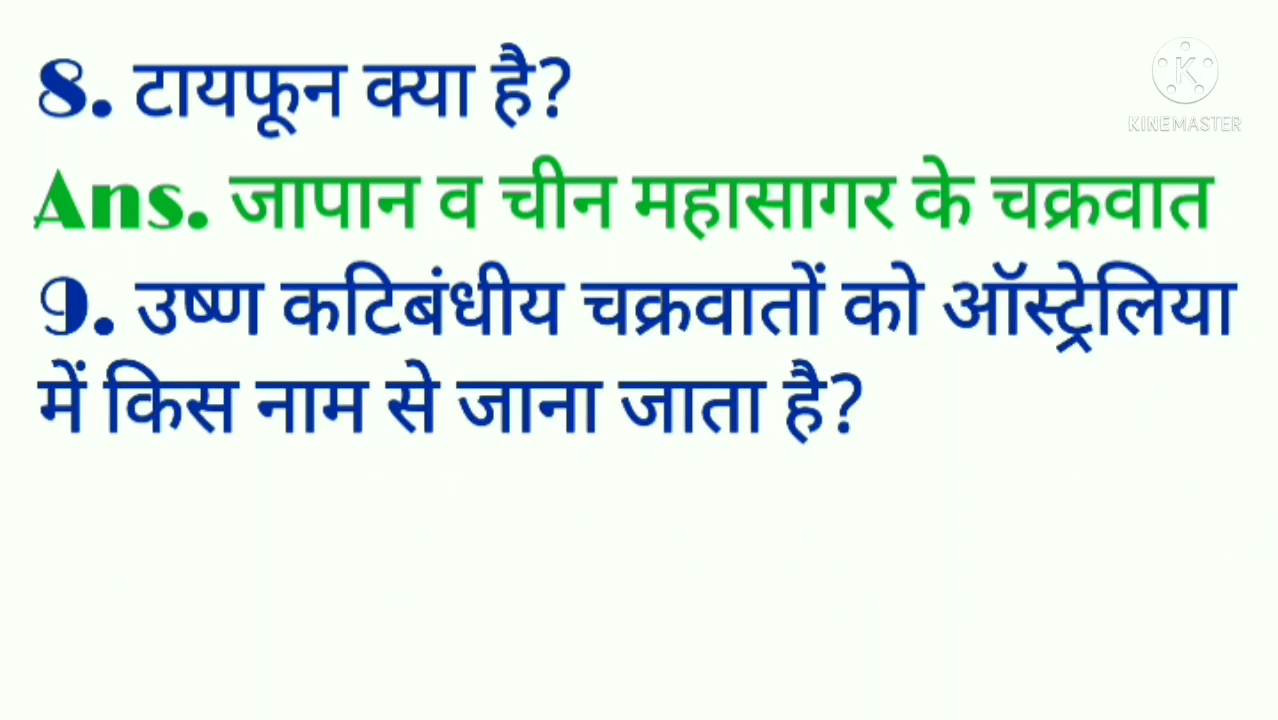 8. टायफून क्या है?
KINEMASTER
Ans. जापान व चीन महासागर के चक्रवात
9. उष्ण कटिबंधीय चक्रवातों को ऑस्ट्रेलिया
में किस नाम से जाना जाता है?